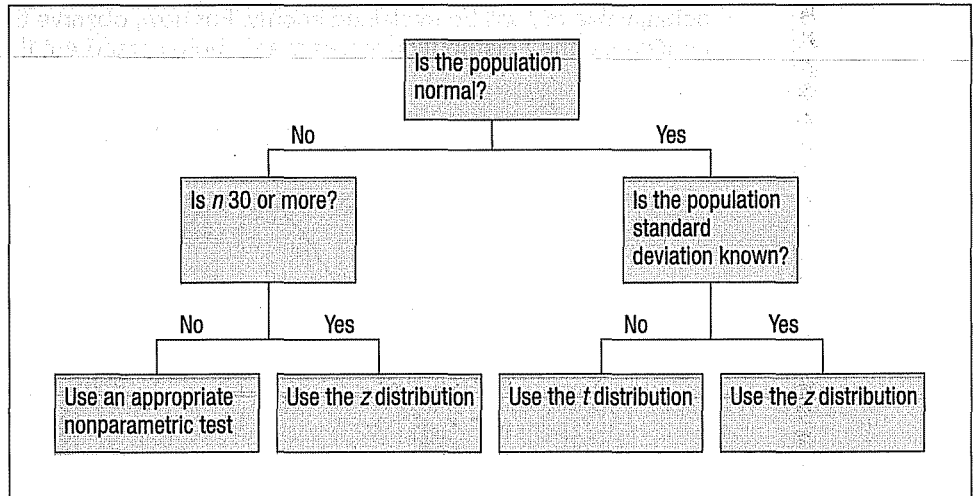 Is the population
normal?
No
Yes
Is n 30 or more?
Is the population
standard
deviation known?
No
Yes
No
Yes
Use an appropriate
nonparametric test
Use the z distribution
Use the t distribution
Use the z distribution